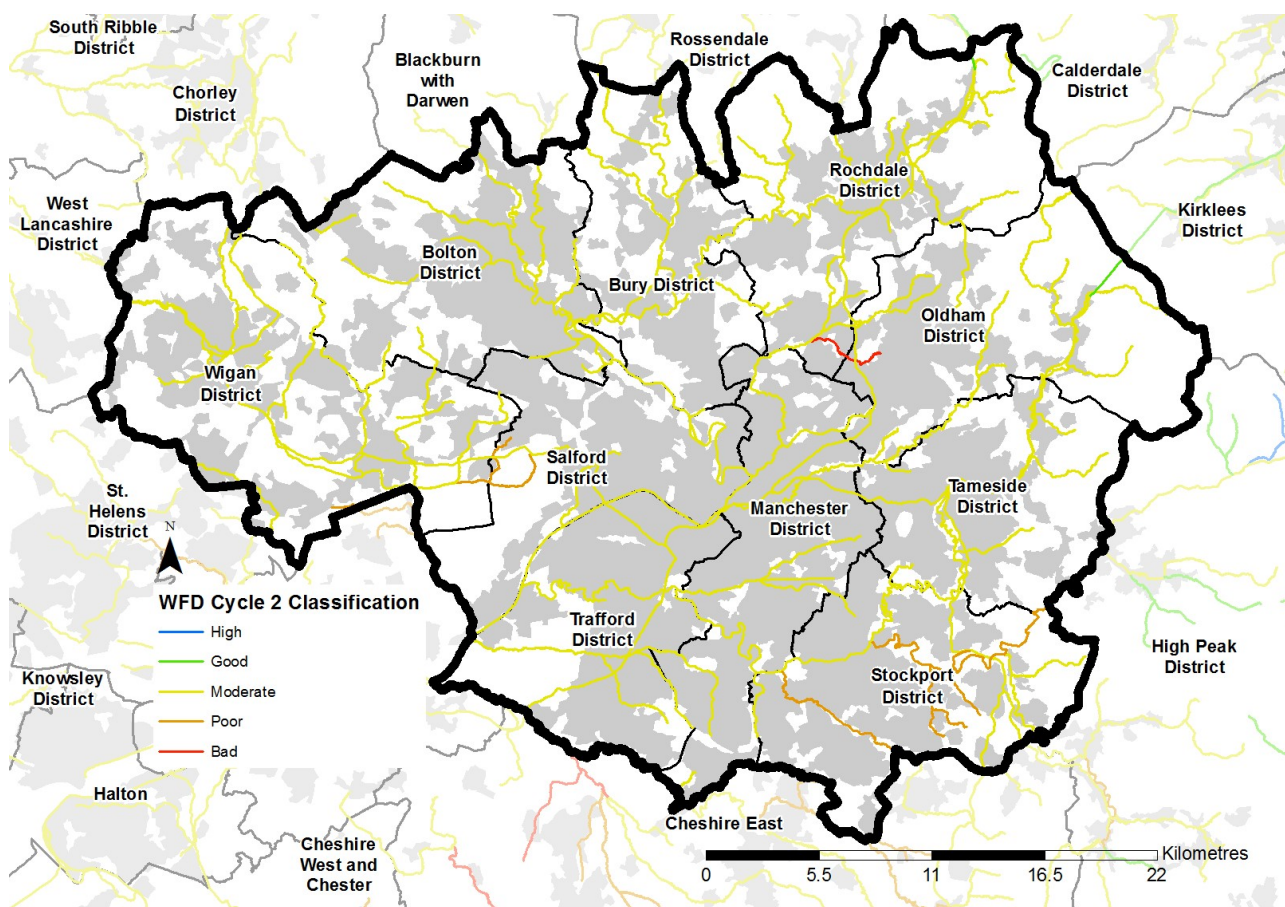 South Ribble
District
Chorley
District
Blackburn
with
Darwen
Rossendale
District
Calderdale
District
West
Lancashire
District
Rochdale
District
Kirklees
District
Bolton
District
Bury District
Oldham
District
Wigan
District
Salford
District
Manchester
District
Tameside
District
St.
Helens
District
N
WFD Cycle 2 Classification
High
Good
Moderate
Poor
Bad
Trafford
District
Stockport
District
High Peak
District
Knowsley
District
Halton
Cheshire
West and
Chester
Cheshire East
Kilometres
0 5.5 11 16.5 22